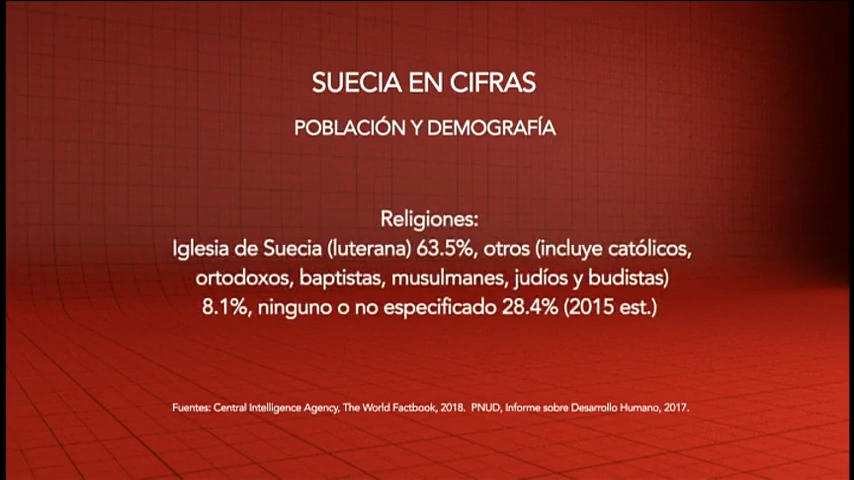 SUECIA EN CIFRAS
POBLACIÓN Y DEMOGRAFÍA
Religiones:
Iglesia de Suecia (luterana) 63.5%, otros (incluye católicos,
ortodoxos, baptistas, musulmanes, judíos y budistas)
8.1%, ninguno o no especificado 28.4% (2015 est.)
Fuentes: Central Intelligence Agency, The World Factbook, 2018. PNUD, Informe sobre Desarrollo Humano, 2017.